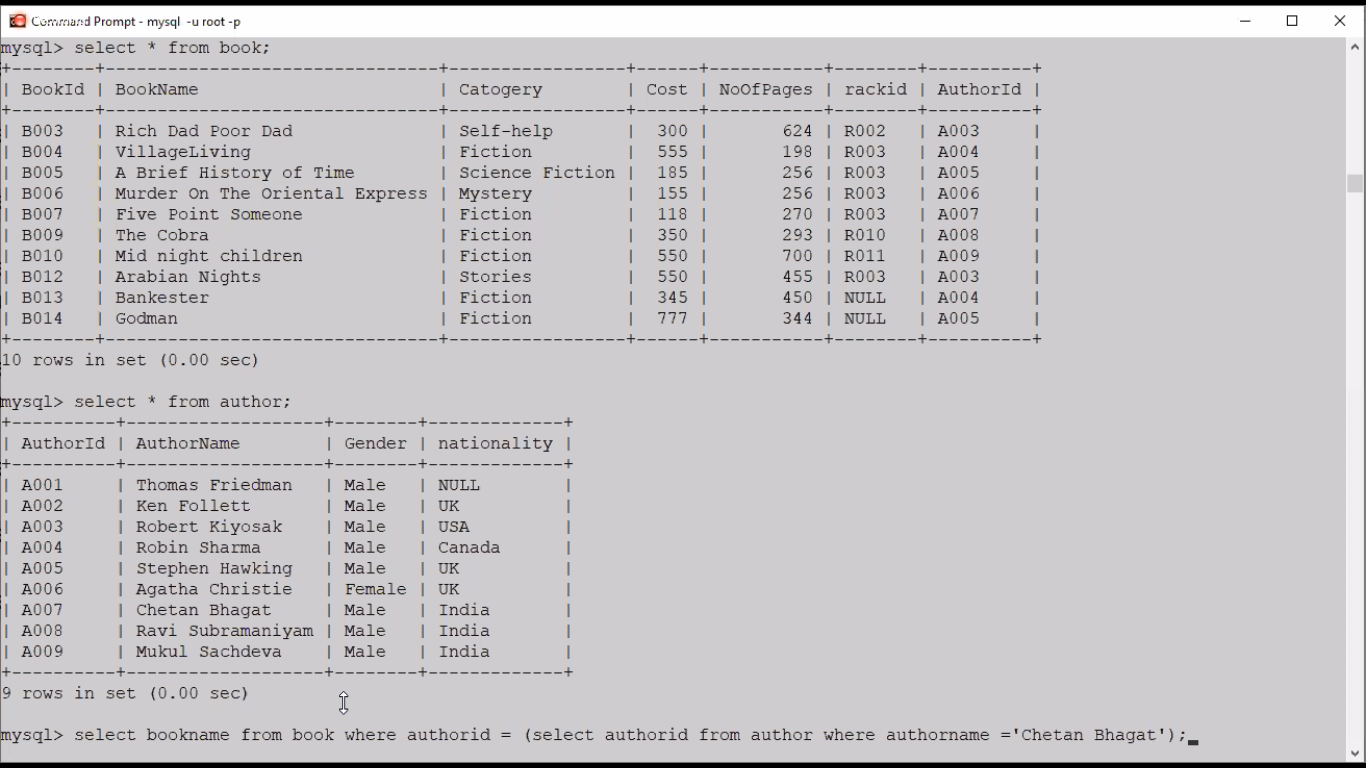 Command Prompt - mysql -u root -p
mysql> select * from book;
+--------+--------------------------------+-----------------+------+-----------+--------+----------+
| BookId | BookName                       | Catogery        | Cost | NoOfPages | rackid | AuthorId |
+--------+--------------------------------+-----------------+------+-----------+--------+----------+
| B003   | Rich Dad Poor Dad              | Self-help       |  300 |       624 | R002   | A003     |
| B004   | VillageLiving                  | Fiction         |  555 |       198 | R003   | A004     |
| B005   | A Brief History of Time        | Science Fiction |  185 |       256 | R003   | A005     |
| B006   | Murder On The Oriental Express | Mystery         |  155 |       256 | R003   | A006     |
| B007   | Five Point Someone             | Fiction         |  118 |       270 | R003   | A007     |
| B009   | The Cobra                      | Fiction         |  350 |       293 | R010   | A008     |
| B010   | Mid night children             | Fiction         |  550 |       700 | R011   | A009     |
| B012   | Arabian Nights                 | Stories         |  550 |       455 | R003   | A003     |
| B013   | Bankester                      | Fiction         |  345 |       450 | NULL   | A004     |
| B014   | Godman                         | Fiction         |  777 |       344 | NULL   | A005     |
+--------+--------------------------------+-----------------+------+-----------+--------+----------+
10 rows in set (0.00 sec)
mysql> select * from author;
+----------+-------------------+--------+-------------+
| AuthorId | AuthorName        | Gender | nationality |
+----------+-------------------+--------+-------------+
| A001     | Thomas Friedman   | Male   | NULL        |
| A002     | Ken Follett       | Male   | UK          |
| A003     | Robert Kiyosak    | Male   | USA         |
| A004     | Robin Sharma      | Male   | Canada      |
| A005     | Stephen Hawking   | Male   | UK          |
| A006     | Agatha Christie   | Female | UK          |
| A007     | Chetan Bhagat     | Male   | India       |
| A008     | Ravi Subramaniyam | Male   | India       |
| A009     | Mukul Sachdeva    | Male   | India       |
+----------+-------------------+--------+-------------+
9 rows in set (0.00 sec)
mysql> select bookname from book where authorid = (select authorid from author where authorname ='Chetan Bhagat');